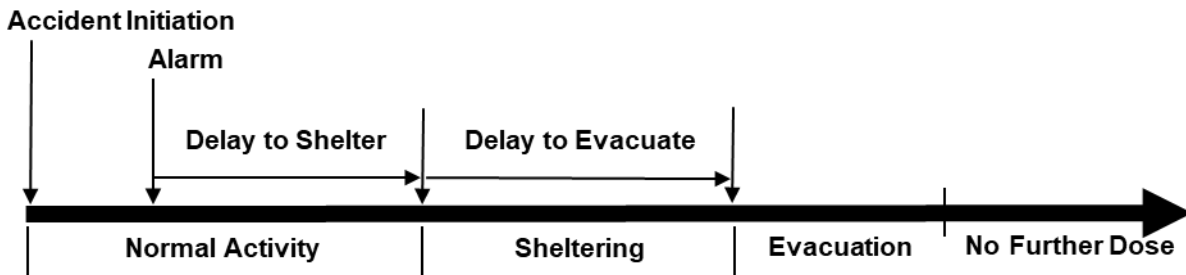 Accident Initiation
Alarm
Delay to Shelter
Delay to Evacuate
Normal Activity
Sheltering
Evacuation
No Further Dose